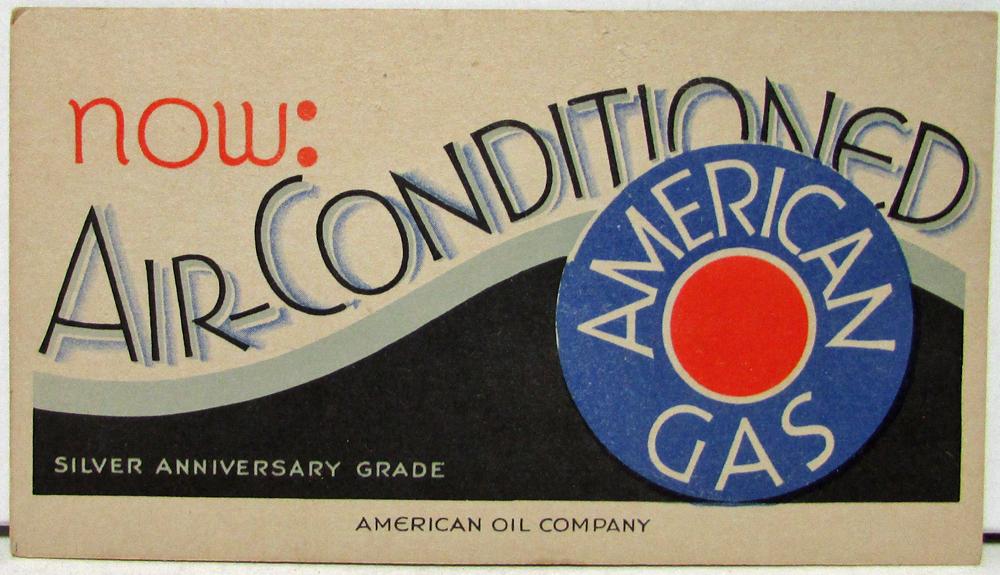 now:
AIR-CONDITIONED
AMERICAN
GAS
SILVER ANNIVERSARY GRADE
AMERICAN OIL COMPANY